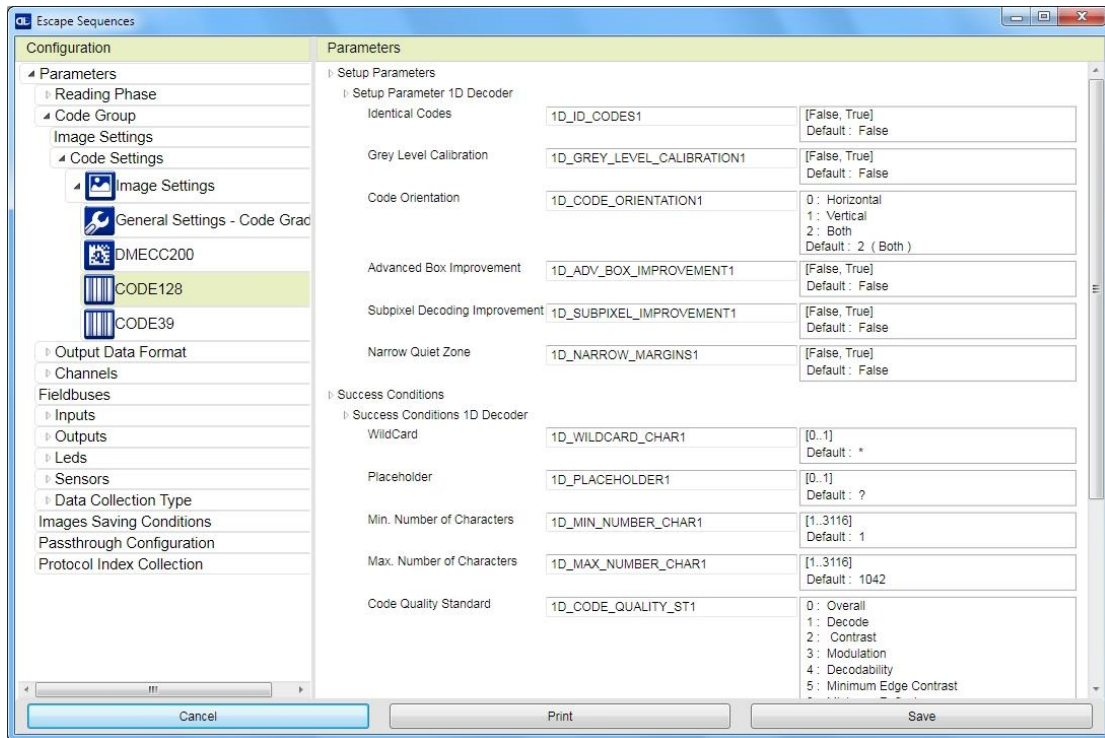 Escape Sequences
Configuration
Parameters
Parameters
Reading Phase
Code Group
Image Settings
Code Settings
Image Settings
General Settings - Code Grad
DMECC200
CODE128
CODE39
Output Data Format
Channels
Fieldbuses
Inputs
Outputs
Leds
Sensors
Data Collection Type
Images Saving Conditions
Passthrough Configuration
Protocol Index Collection
Setup Parameters
Setup Parameter 1D Decoder
Identical Codes 1D_ID_CODES1 [False, True]
Default : False
Grey Level Calibration 1D_GREY_LEVEL_CALIBRATION1 [False, True]
Default : False
Code Orientation 1D_CODE_ORIENTATION1 0 : Horizontal
1 : Vertical
2 : Both
Default : 2 ( Both )
Advanced Box Improvement 1D_ADV_BOX_IMPROVEMENT1 [False, True]
Default : False
Subpixel Decoding Improvement 1D_SUBPIXEL_IMPROVEMENT1 [False, True]
Default : False
Narrow Quiet Zone 1D_NARROW_MARGINS1 [False, True]
Default : False
Success Conditions
Success Conditions 1D Decoder
WildCard 1D_WILDCARD_CHAR1 [0..1]
Default : *
Placeholder 1D_PLACEHOLDER1 [0..1]
Default : ?
Min. Number of Characters 1D_MIN_NUMBER_CHAR1 [1..3116]
Default : 1
Max. Number of Characters 1D_MAX_NUMBER_CHAR1 [1..3116]
Default : 1042
Code Quality Standard 1D_CODE_QUALITY_ST1 0 : Overall
1 : Decode
2 : Contrast
3 : Modulation
4 : Decodability
5 : Minimum Edge Contrast
Cancel Print Save